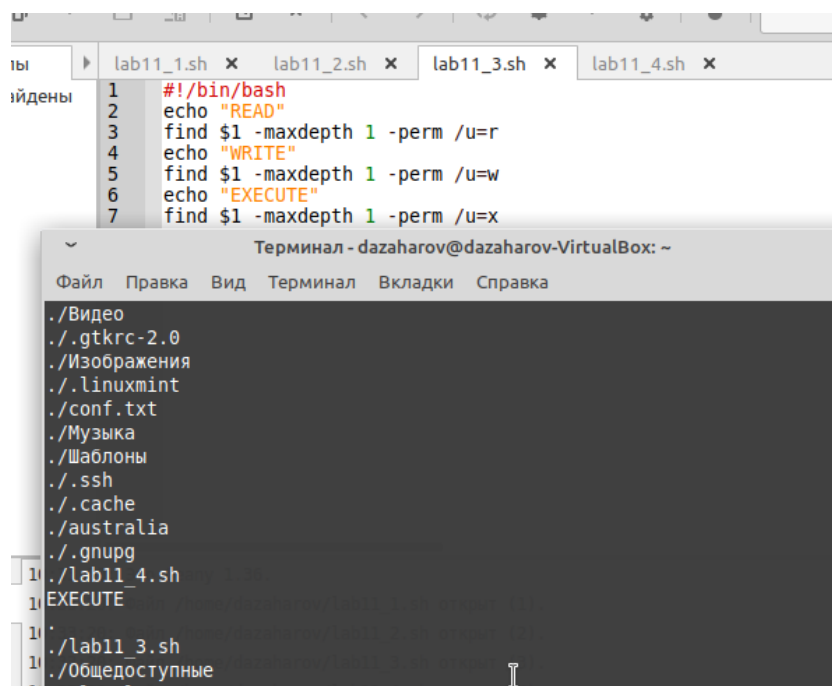 lab11_1.sh × lab11_2.sh × lab11_3.sh × lab11_4.sh ×
айдены
1 #!/bin/bash
2 echo "READ"
3 find $1 -maxdepth 1 -perm /u=r
4 echo "WRITE"
5 find $1 -maxdepth 1 -perm /u=w
6 echo "EXECUTE"
7 find $1 -maxdepth 1 -perm /u=x
Терминал - dazaharov@dazaharov-VirtualBox: ~
Файл Правка Вид Терминал Вкладки Справка
./Видео
./.gtkrc-2.0
./Изображения
./.linuxmint
./conf.txt
./Музыка
./Шаблоны
./.ssh
./.cache
./australia
./.gnupg
./lab11_4.sh
EXECUTE
.
./lab11_3.sh
./Общедоступные